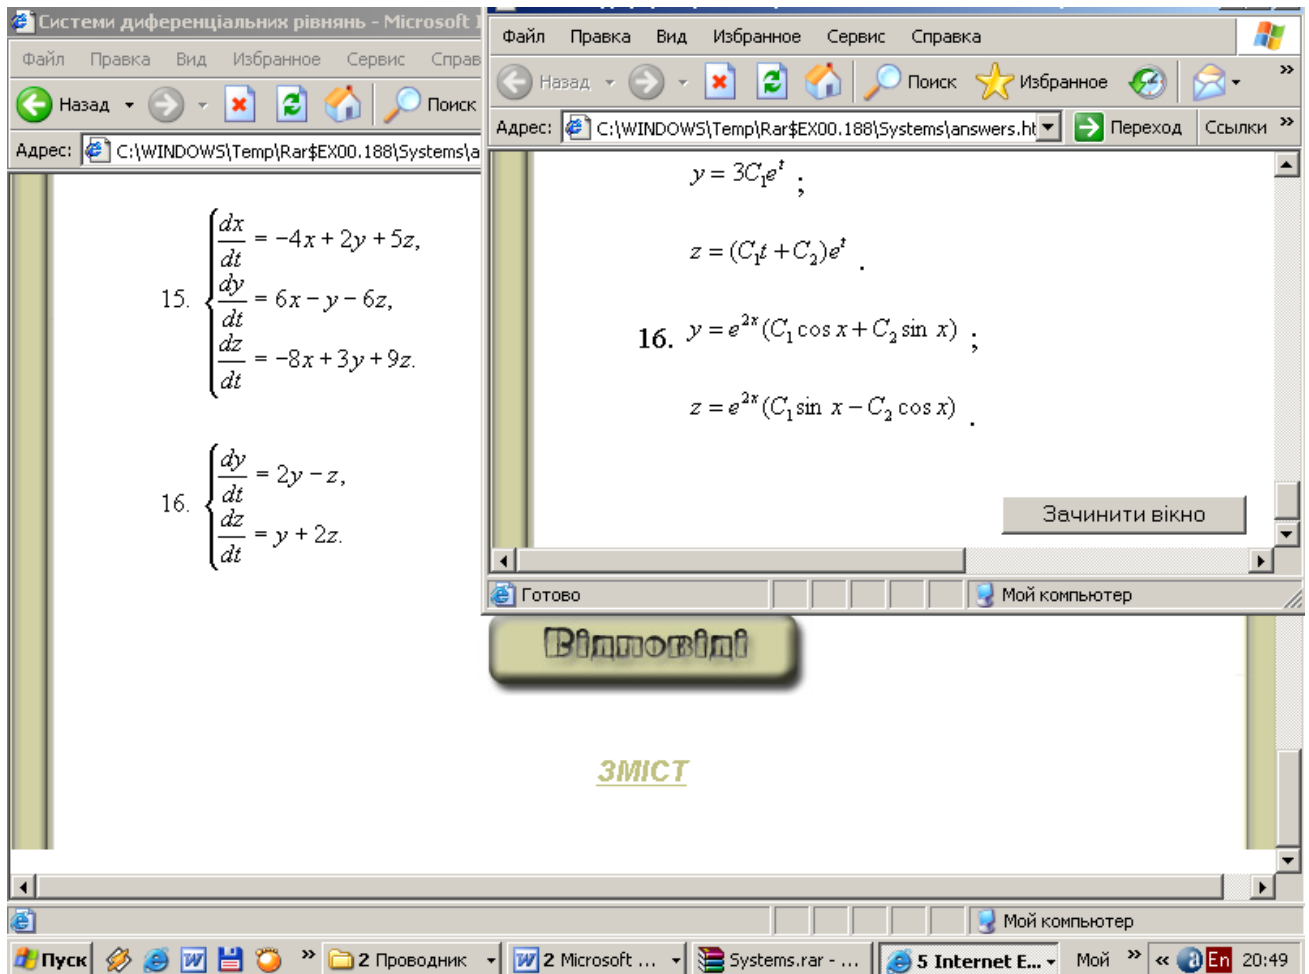 Системи диференціальних рівнянь - Microsoft
Файл Правка Вид Избранное Сервис Справ
Назад Поиск
Адрес: C:\WINDOWS\Temp\Rar$EX00.188\Systems\a
15. dx/dt = −4x + 2y + 5z,
dy/dt = 6x − y − 6z,
dz/dt = −8x + 3y + 9z.
16. dy/dt = 2y − z,
dz/dt = y + 2z.
Файл Правка Вид Избранное Сервис Справка
Назад Поиск Избранное »
Адрес: C:\WINDOWS\Temp\Rar$EX00.188\Systems\answers.ht Переход Ссылки »
y = 3C₁eᵗ ;
z = (C₁t + C₂)eᵗ .
16. y = e²ˣ(C₁ cos x + C₂ sin x) ;
z = e²ˣ(C₁ sin x − C₂ cos x) .
Зачинити вікно
Готово Мой компьютер
Відповіді
ЗМІСТ
Мой компьютер
Пуск » 2 Проводник 2 Microsoft ... Systems.rar - ... 5 Internet E... Мой » « En 20:49